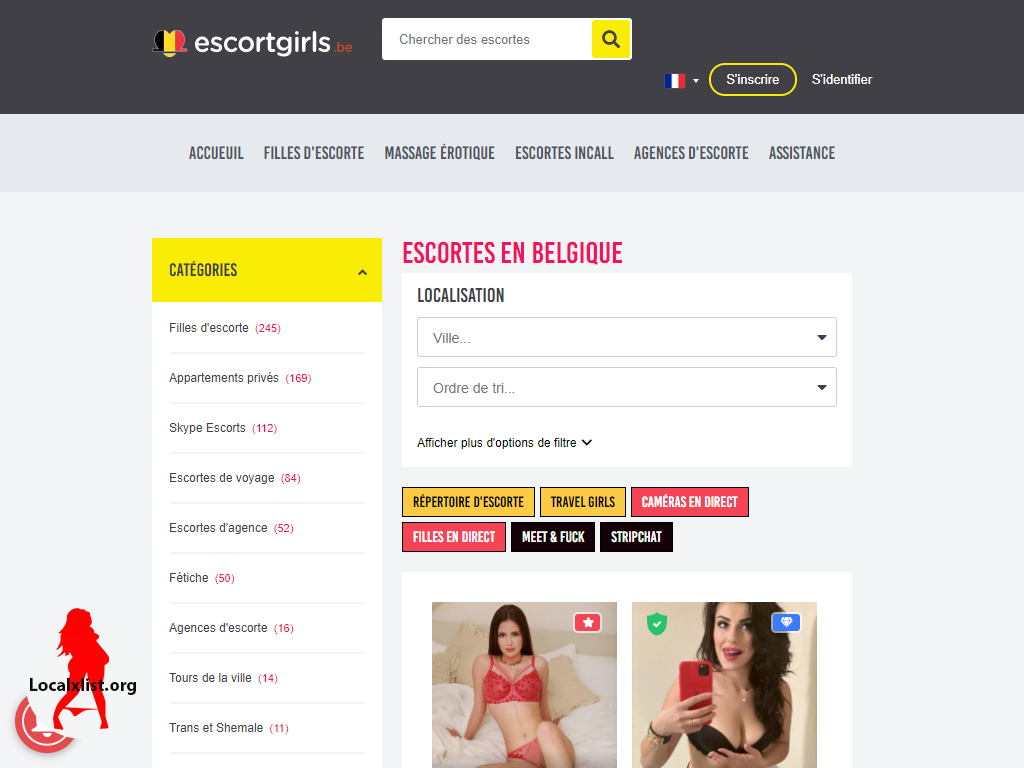 escortgirls.be
Chercher des escortes
S'inscrire
S'identifier
ACCUEUIL
FILLES D'ESCORTE
MASSAGE ÉROTIQUE
ESCORTES INCALL
AGENCES D'ESCORTE
ASSISTANCE
CATÉGORIES
Filles d'escorte (245)
Appartements privés (169)
Skype Escorts (112)
Escortes de voyage (84)
Escortes d'agence (52)
Fétiche (50)
Agences d'escorte (16)
Tours de la ville (14)
Trans et Shemale (11)
ESCORTES EN BELGIQUE
LOCALISATION
Ville...
Ordre de tri...
Afficher plus d'options de filtre
RÉPERTOIRE D'ESCORTE
TRAVEL GIRLS
CAMÉRAS EN DIRECT
FILLES EN DIRECT
MEET & FUCK
STRIPCHAT
Localxlist.org